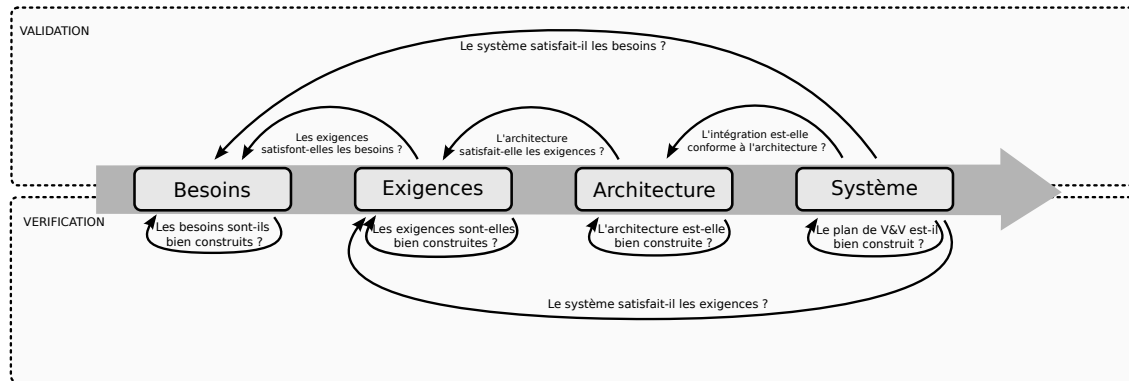 VALIDATION
Le système satisfait-il les besoins ?
Les exigences
satisfont-elles les besoins ?
L'architecture
satisfait-elle les exigences ?
L'intégration est-elle
conforme à l'architecture ?
Besoins
Exigences
Architecture
Système
VERIFICATION
Les besoins sont-ils
bien construits ?
Les exigences sont-elles
bien construites ?
L'architecture est-elle
bien construite ?
Le plan de V&V est-il
bien construit ?
Le système satisfait-il les exigences ?